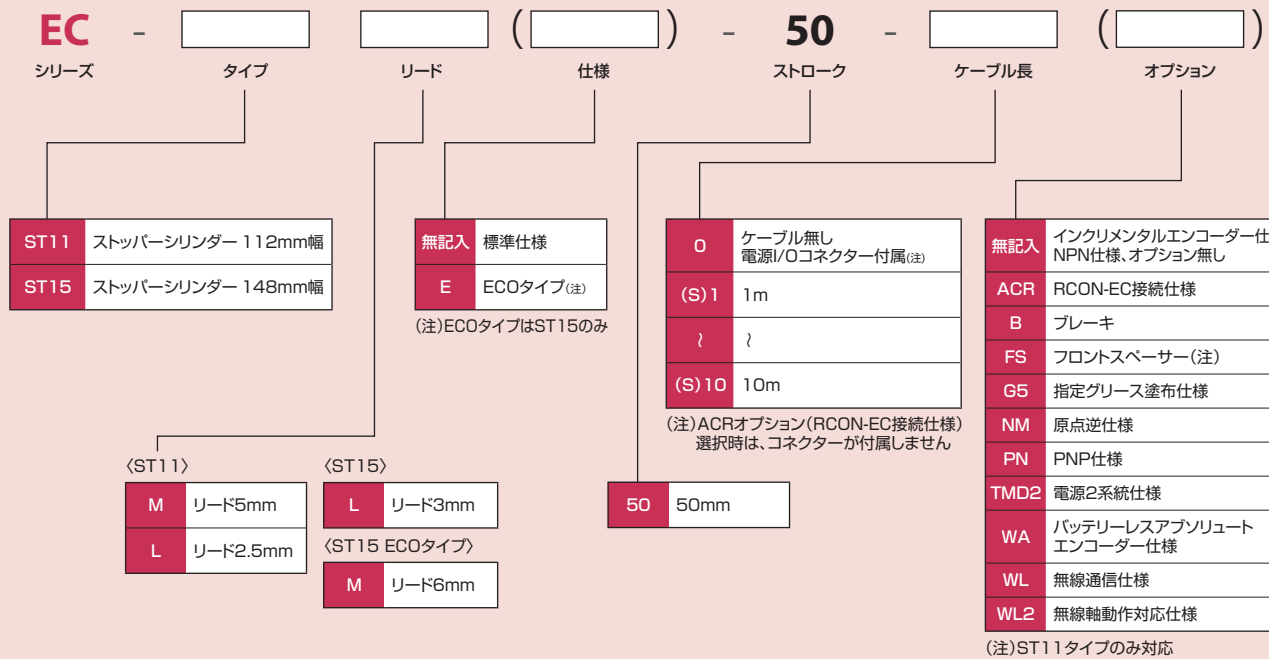 EC - ( ) - 50 - ( )
シリーズ タイプ リード 仕様 ストローク ケーブル長 オプション
ST11 ストッパーシリンダー 112mm幅
ST15 ストッパーシリンダー 148mm幅
無記入 標準仕様
E ECOタイプ(注)
(注)ECOタイプはST15のみ
0 ケーブル無し
電源I/Oコネクター付属(注)
(S)1 1m
~ ~
(S)10 10m
(注)ACRオプション(RCON-EC接続仕様)
選択時は、コネクターが付属しません
無記入 インクリメンタルエンコーダー仕
NPN仕様、オプション無し
ACR RCON-EC接続仕様
B ブレーキ
FS フロントスペーサー(注)
G5 指定グリース塗布仕様
NM 原点逆仕様
PN PNP仕様
TMD2 電源2系統仕様
WA バッテリーレスアブソリュート
エンコーダー仕様
WL 無線通信仕様
WL2 無線軸動作対応仕様
(注)ST11タイプのみ対応
〈ST11〉
M リード5mm
L リード2.5mm
〈ST15〉
L リード3mm
〈ST15 ECOタイプ〉
M リード6mm
50 50mm